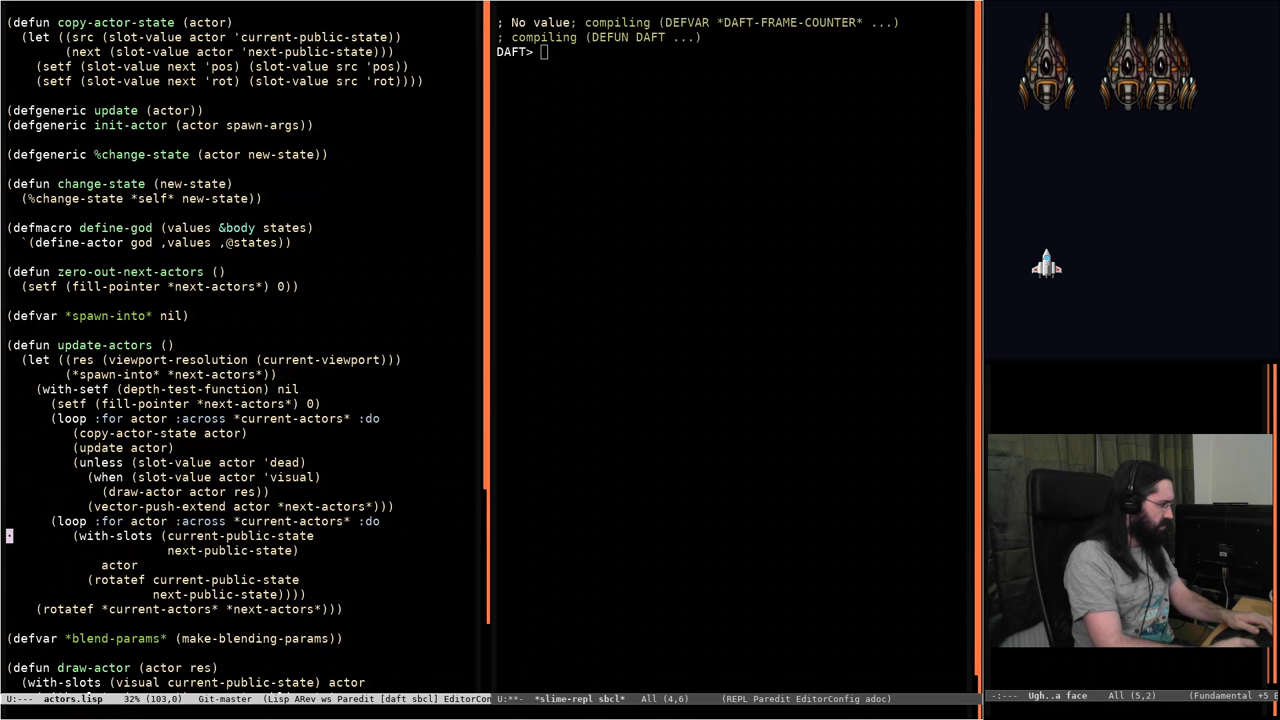 (defun copy-actor-state (actor)
  (let ((src (slot-value actor 'current-public-state))
        (next (slot-value actor 'next-public-state)))
    (setf (slot-value next 'pos) (slot-value src 'pos))
    (setf (slot-value next 'rot) (slot-value src 'rot))))
(defgeneric update (actor))
(defgeneric init-actor (actor spawn-args))
(defgeneric %change-state (actor new-state))
(defun change-state (new-state)
  (%change-state *self* new-state))
(defmacro define-god (values &body states)
  `(define-actor god ,values ,@states))
(defun zero-out-next-actors ()
  (setf (fill-pointer *next-actors*) 0))
(defvar *spawn-into* nil)
(defun update-actors ()
  (let ((res (viewport-resolution (current-viewport)))
        (*spawn-into* *next-actors*))
    (with-setf (depth-test-function) nil
      (setf (fill-pointer *next-actors*) 0)
      (loop :for actor :across *current-actors* :do
         (copy-actor-state actor)
         (update actor)
         (unless (slot-value actor 'dead)
           (when (slot-value actor 'visual)
             (draw-actor actor res))
           (vector-push-extend actor *next-actors*)))
      (loop :for actor :across *current-actors* :do
         (with-slots (current-public-state
                      next-public-state)
             actor
           (rotatef current-public-state
                    next-public-state))))
    (rotatef *current-actors* *next-actors*)))
(defvar *blend-params* (make-blending-params))
(defun draw-actor (actor res)
  (with-slots (visual current-public-state) actor
U:--- actors.lisp 32% (103,0) Git-master (Lisp ARev ws Paredit [daft sbcl] EditorCon
; No value; compiling (DEFVAR *DAFT-FRAME-COUNTER* ...)
; compiling (DEFUN DAFT ...)
DAFT>
U:**- *slime-repl sbcl* All (4,6) (REPL Paredit EditorConfig adoc)
-:--- Ugh..a face All (5,2) (Fundamental +5 E